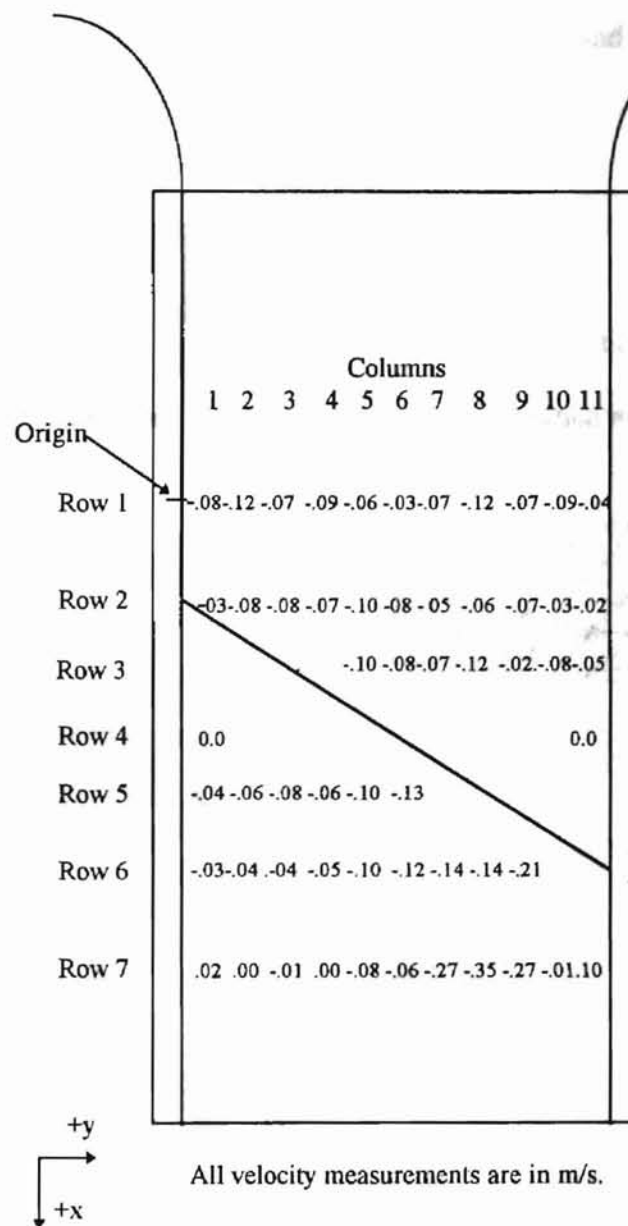 Columns
1 2 3 4 5 6 7 8 9 10 11
Origin
Row 1 -.08 -.12 -.07 -.09 -.06 -.03 -.07 -.12 -.07 -.09 -.04
Row 2 -.03 -.08 -.08 -.07 -.10 -08 -05 -.06 -.07 -.03 -.02
Row 3 -.10 -.08 -.07 -.12 -.02 -.08 -.05
Row 4 0.0 0.0
Row 5 -.04 -.06 -.08 -.06 -.10 -.13
Row 6 -.03 -.04 .-04 -.05 -.10 -.12 -.14 -.14 -.21
Row 7 .02 .00 -.01 .00 -.08 -.06 -.27 -.35 -.27 -.01 .10
+y
All velocity measurements are in m/s.
+x